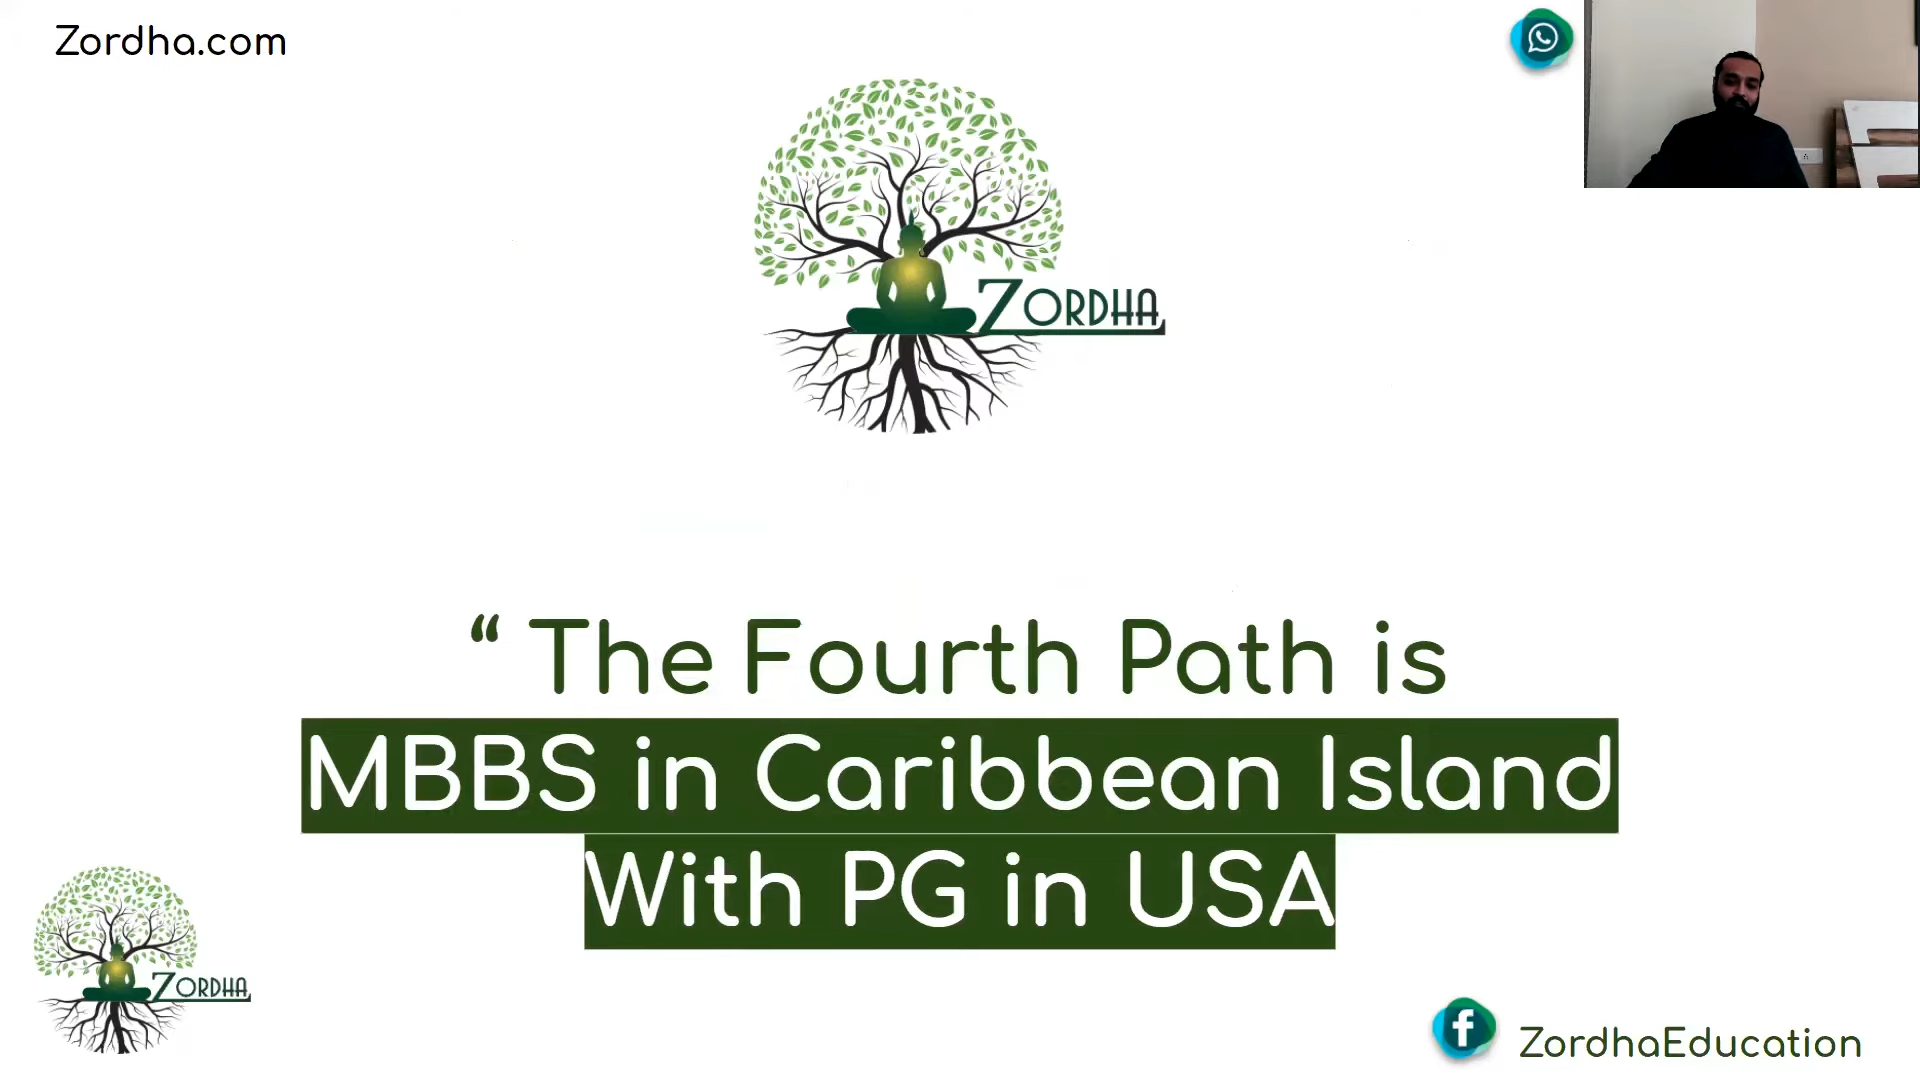 Zordha.com
ZORDHA
“ The Fourth Path is
MBBS in Caribbean Island
With PG in USA
ZORDHA
ZordhaEducation